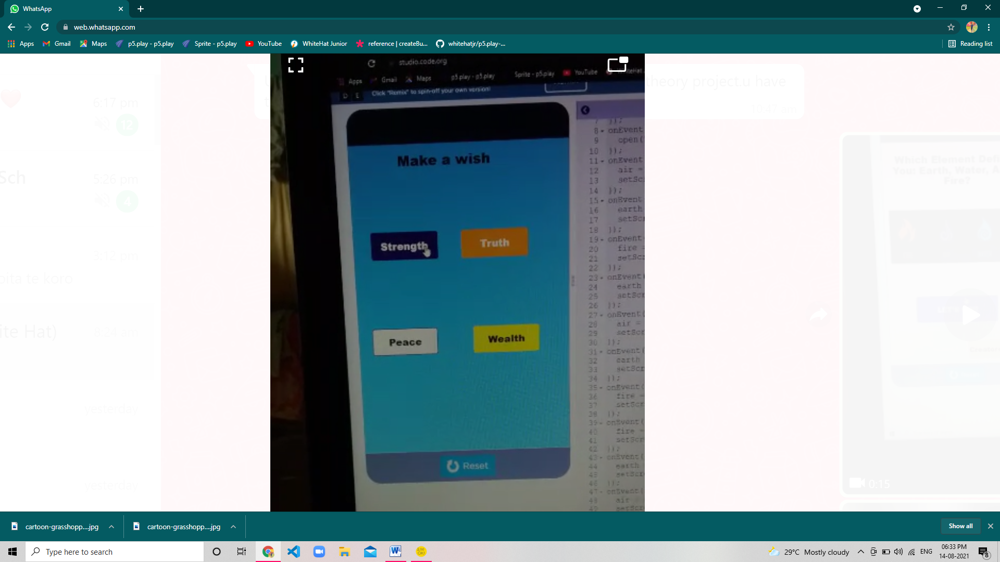 WhatsApp
web.whatsapp.com
Apps
Gmail
Maps
p5.play - p5.play
Sprite - p5.play
YouTube
WhiteHat Junior
reference | createBu...
whitehatjr/p5.play-...
Reading list
studio.code.org
Apps
Gmail
Maps
p5.play - p5.play
Sprite - p5.play
YouTube
D E
Click "Remix" to spin-off your own version!
theory project.u have
10:47 am
6:17 pm
12
Sch
5:26 pm
4
3:12 pm
oita te koro
ite Hat)
8:24 am
yesterday
yesterday
Make a wish
Strength
Truth
Peace
Wealth
Reset
7 });
8 onEvent
9 open(
10 });
11 onEvent
12 air =
13 setSc
14 });
15 onEvent
16 earth
17 setSc
18 });
19 onEvent
20 fire =
21 setSc
22 });
23 onEvent
24 earth
25 setSc
26 });
27 onEvent(
28 air =
29 setScr
30 });
31 onEvent(
32 earth
33 setScr
34 });
35 onEvent(
36 fire =
37 setScr
38 });
39 onEvent(
40 fire =
41 setScr
42 });
43 onEvent(
44 earth
45 setScr
46 });
47 onEvent(
48 air =
49 setScr
Which Element Defi
You: Earth, Water, A
Fire?
0:15
cartoon-grasshopp....jpg
cartoon-grasshopp....jpg
Show all
Type here to search
29°C Mostly cloudy
ENG
06:33 PM
14-08-2021
8